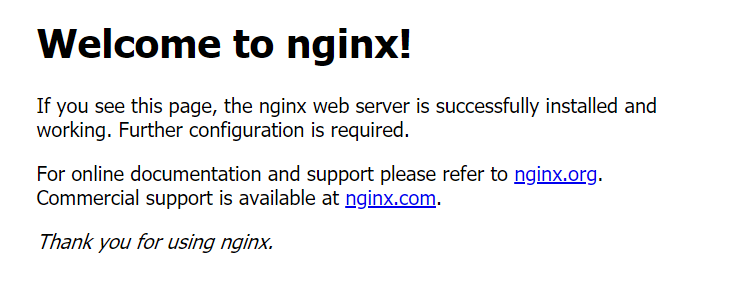 Welcome to nginx!
If you see this page, the nginx web server is successfully installed and
working. Further configuration is required.
For online documentation and support please refer to nginx.org.
Commercial support is available at nginx.com.
Thank you for using nginx.